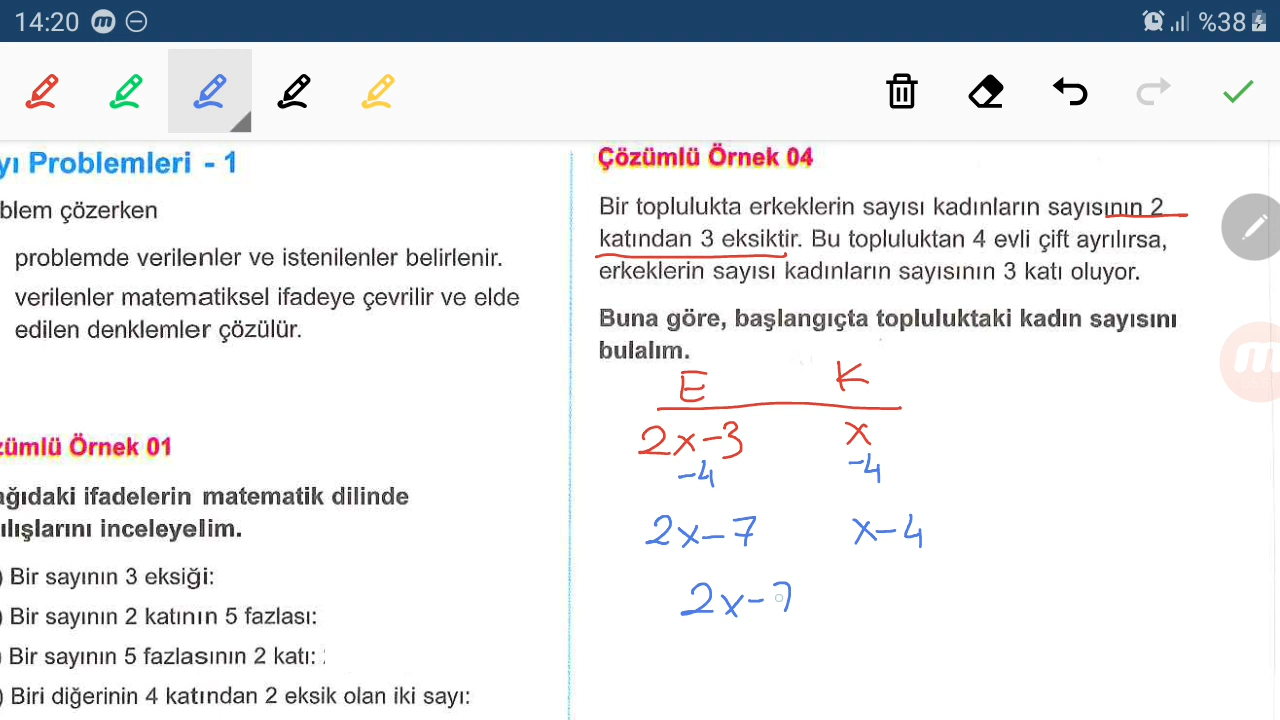 14:20
%38
yı Problemleri - 1
blem çözerken
problemde verilenler ve istenilenler belirlenir.
verilenler matematiksel ifadeye çevrilir ve elde
edilen denklemler çözülür.
zümlü Örnek 01
ağıdaki ifadelerin matematik dilinde
ılışlarını inceleyelim.
) Bir sayının 3 eksiği:
) Bir sayının 2 katının 5 fazlası:
) Bir sayının 5 fazlasının 2 katı:
) Biri diğerinin 4 katından 2 eksik olan iki sayı:
Çözümlü Örnek 04
Bir toplulukta erkeklerin sayısı kadınların sayısının 2
katından 3 eksiktir. Bu topluluktan 4 evli çift ayrılırsa,
erkeklerin sayısı kadınların sayısının 3 katı oluyor.
Buna göre, başlangıçta topluluktaki kadın sayısını
bulalım.
E K
2x-3 x
-4 -4
2x-7 x-4
2x-7